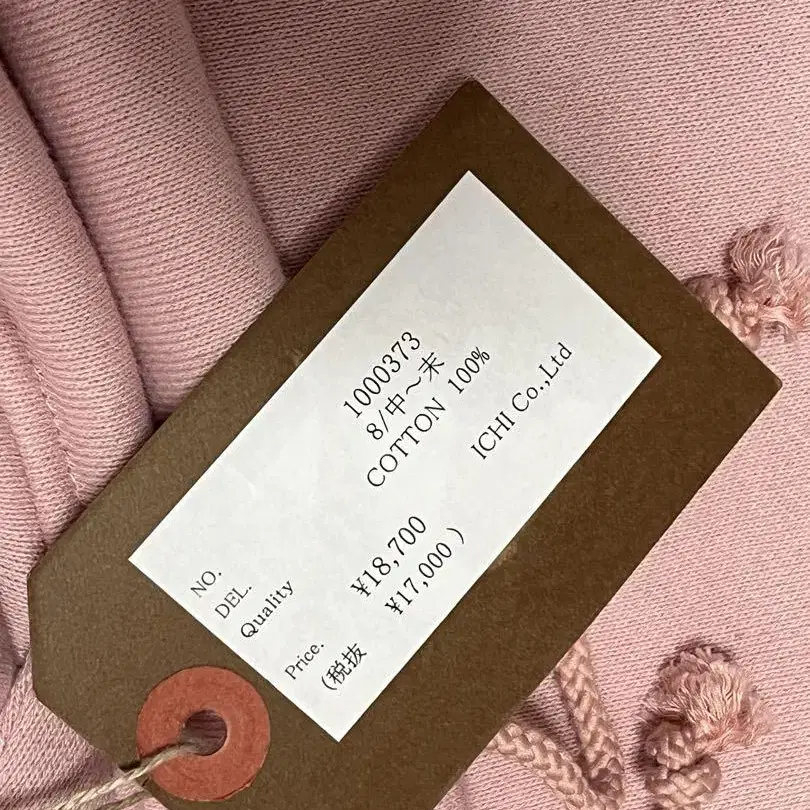 NO. 1000373
DEL. 8/中～末
Quality COTTON 100%
Price. ¥18,700
(税抜 ¥17,000 )
ICHI Co.,Ltd